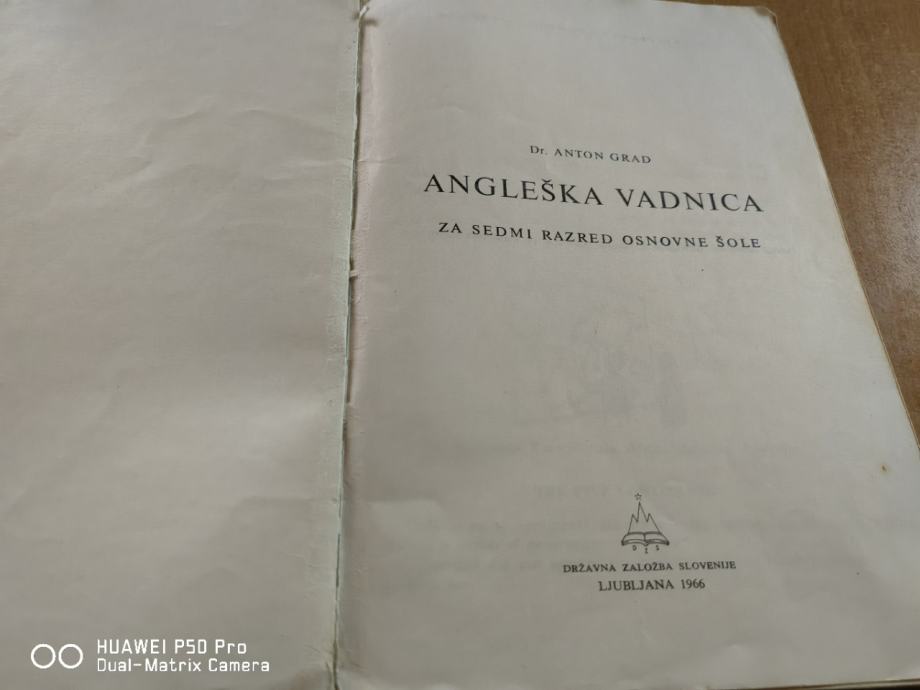 Dr. ANTON GRAD
ANGLEŠKA VADNICA
ZA SEDMI RAZRED OSNOVNE ŠOLE
DZS
DRŽAVNA ZALOŽBA SLOVENIJE
LJUBLJANA 1966
HUAWEI P50 Pro
Dual-Matrix Camera